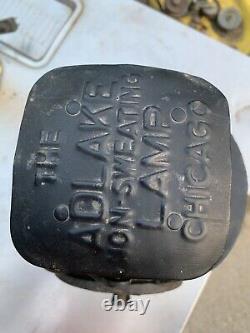 THE
ADLAKE
NON-SWEATING
LAMP
CHICAGO